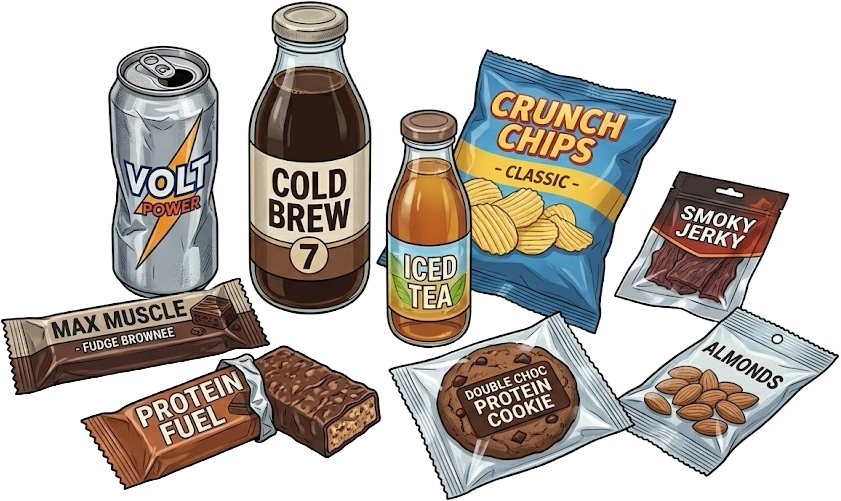 VOLT
POWER
COLD
BREW
7
ICED
TEA
CRUNCH
CHIPS
- CLASSIC -
SMOKY
JERKY
MAX MUSCLE
- FUDGE BROWNEE
PROTEIN
FUEL
DOUBLE CHOC
PROTEIN
COOKIE
ALMONDS